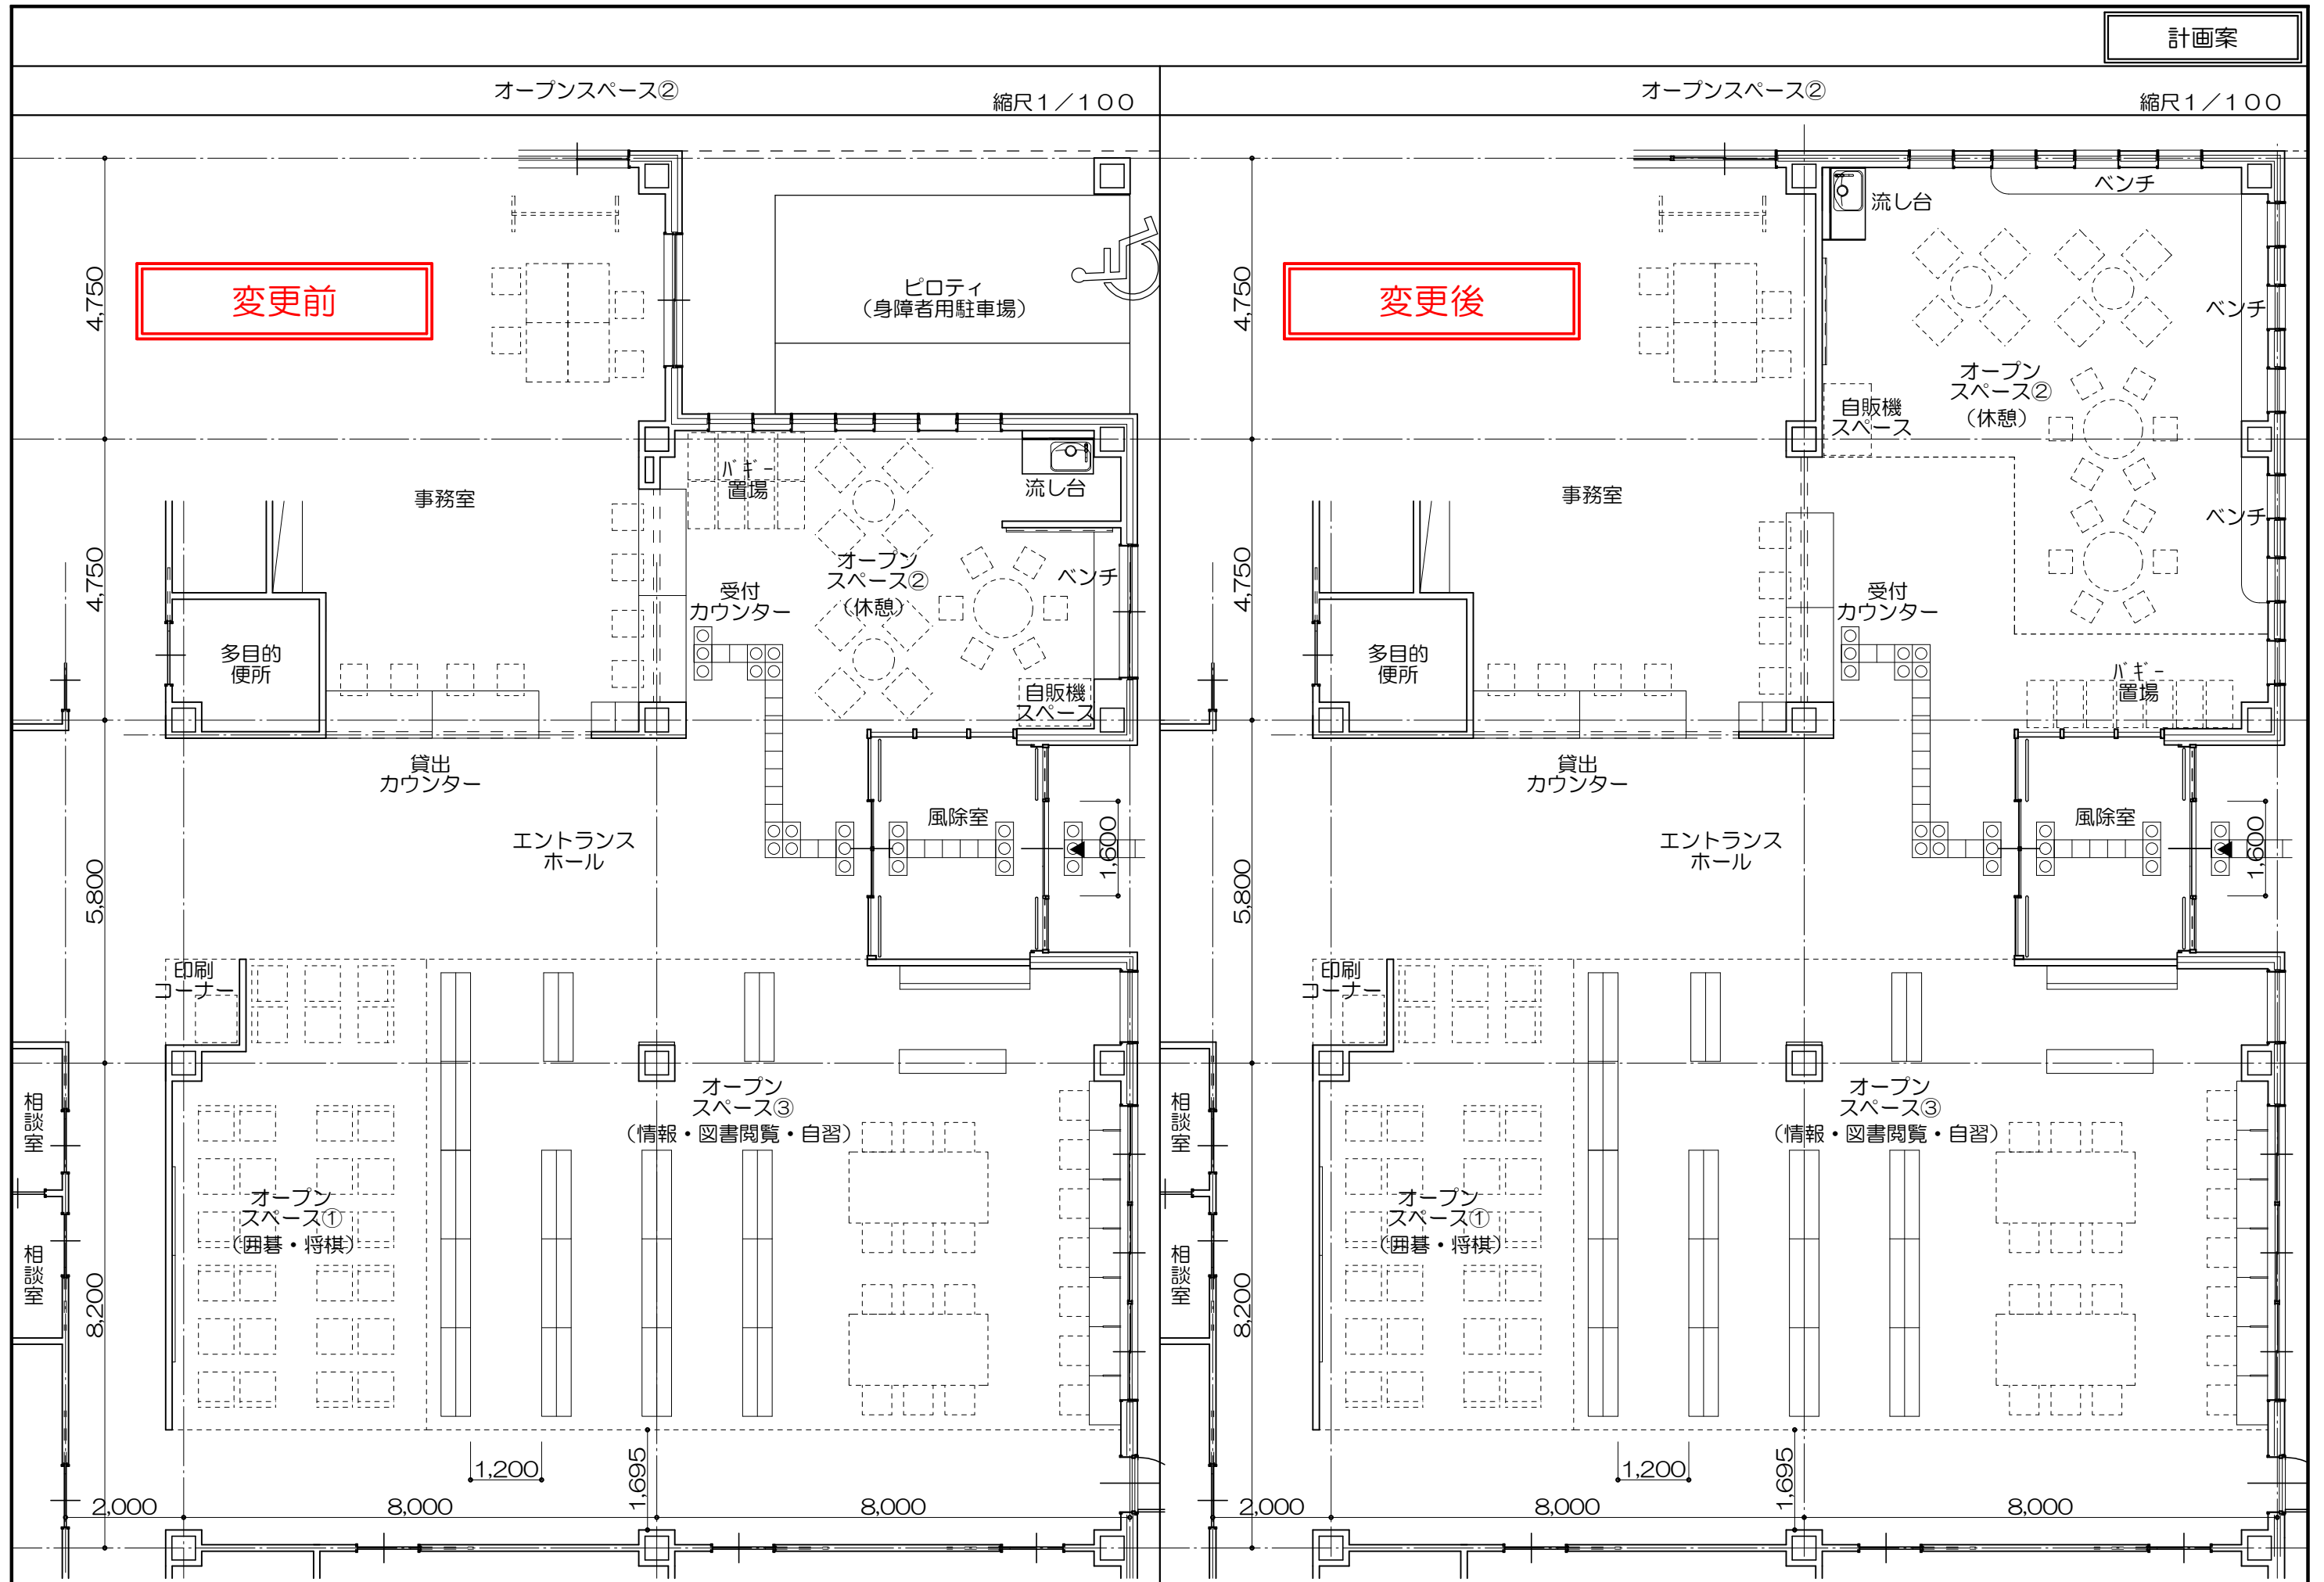 計画案
オープンスペース②
縮尺1／100
変更前
4,750
ピロティ
（身障者用駐車場）
4,750
事務室
バギー
置場
流し台
オープン
スペース②
（休憩）
ベンチ
受付
カウンター
多目的
便所
自販機
スペース
貸出
カウンター
5,800
エントランス
ホール
風除室
1,600
印刷
コーナー
オープン
スペース③
（情報・図書閲覧・自習）
相談室
オープン
スペース①
（囲碁・将棋）
相談室
8,200
1,200
1,695
2,000
8,000
8,000
オープンスペース②
縮尺1／100
変更後
4,750
流し台
ベンチ
ベンチ
オープン
スペース②
（休憩）
自販機
スペース
4,750
事務室
ベンチ
受付
カウンター
多目的
便所
バギー
置場
貸出
カウンター
5,800
エントランス
ホール
風除室
1,600
印刷
コーナー
オープン
スペース③
（情報・図書閲覧・自習）
相談室
オープン
スペース①
（囲碁・将棋）
相談室
8,200
1,200
1,695
2,000
8,000
8,000